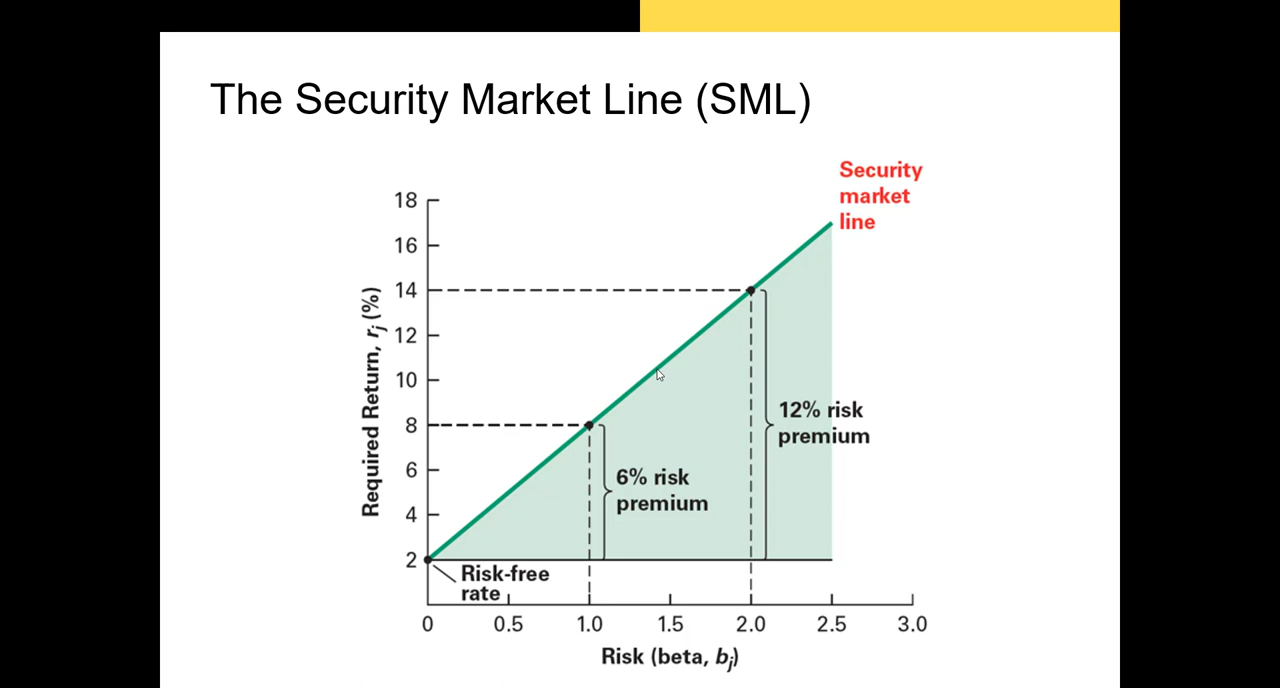 The Security Market Line (SML)
Security
market
line
18
16
14
12
10
8
6
4
2
Required Return, rj (%)
12% risk
premium
6% risk
premium
Risk-free
rate
0 0.5 1.0 1.5 2.0 2.5 3.0
Risk (beta, bj)